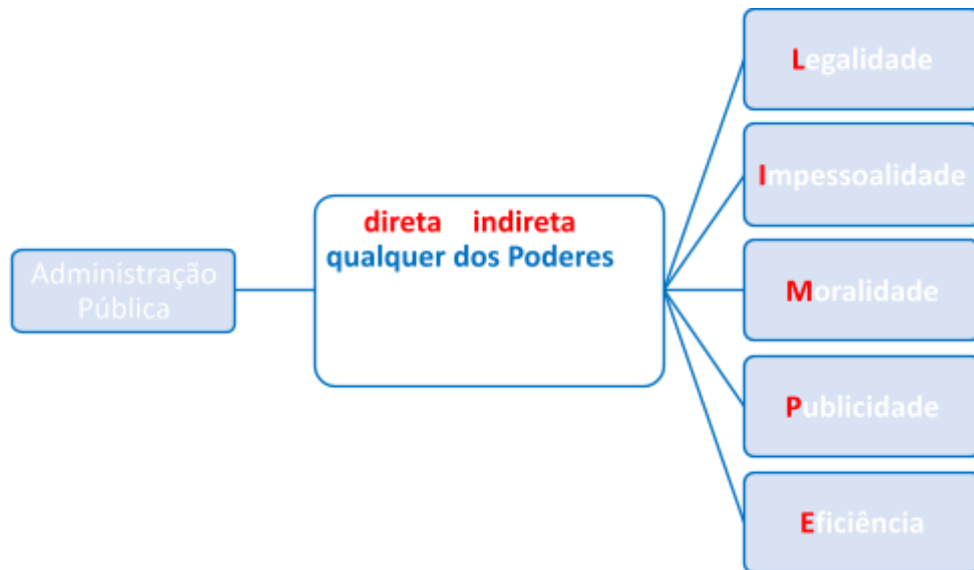 Administração
Pública
direta indireta
qualquer dos Poderes
Legalidade
Impessoalidade
Moralidade
Publicidade
Eficiência